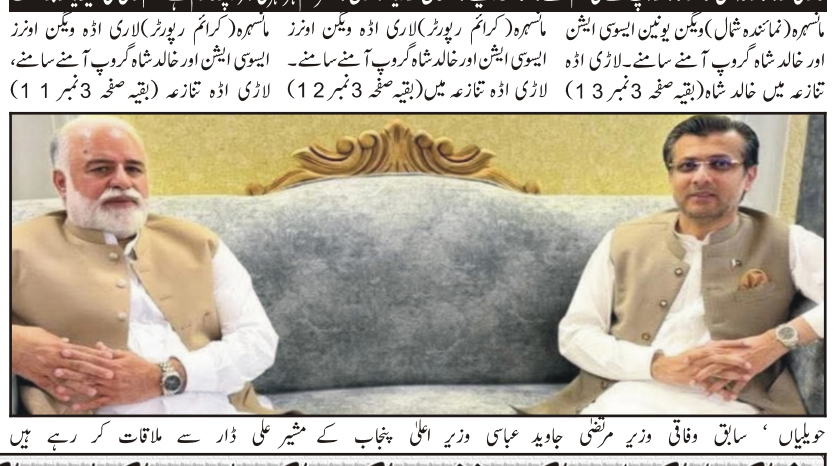 مانسہرہ(نمائندہ شمال)ویگن یونین ایسوسی ایشن
اور خالد شاہ گروپ آمنے سامنے۔لاڑی اڈہ
تنازعہ میں خالد شاہ(بقیہ صفحہ 3نمبر 13)
مانسہرہ( کرائم رپورٹر)لاری اڈہ ویگن اونرز
ایسوسی ایشن اورخالد شاہ گروپ آمنے سامنے۔
لاڑی اڈہ تنازعہ میں(بقیہ صفحہ 3نمبر 12)
مانسہرہ( کرائم رپورٹر)لاری اڈہ ویگن اونرز
ایسوسی ایشن اور خالد شاہ گروپ آمنے سامنے،
لاڑی اڈہ تنازعہ (بقیہ صفحہ 3نمبر 11)
حویلیاں ‘ سابق وفاقی وزیر مرتضیٰ جاوید عباسی وزیر اعلیٰ پنجاب کے مشیر علی ڈار سے ملاقات کر رہے ہیں